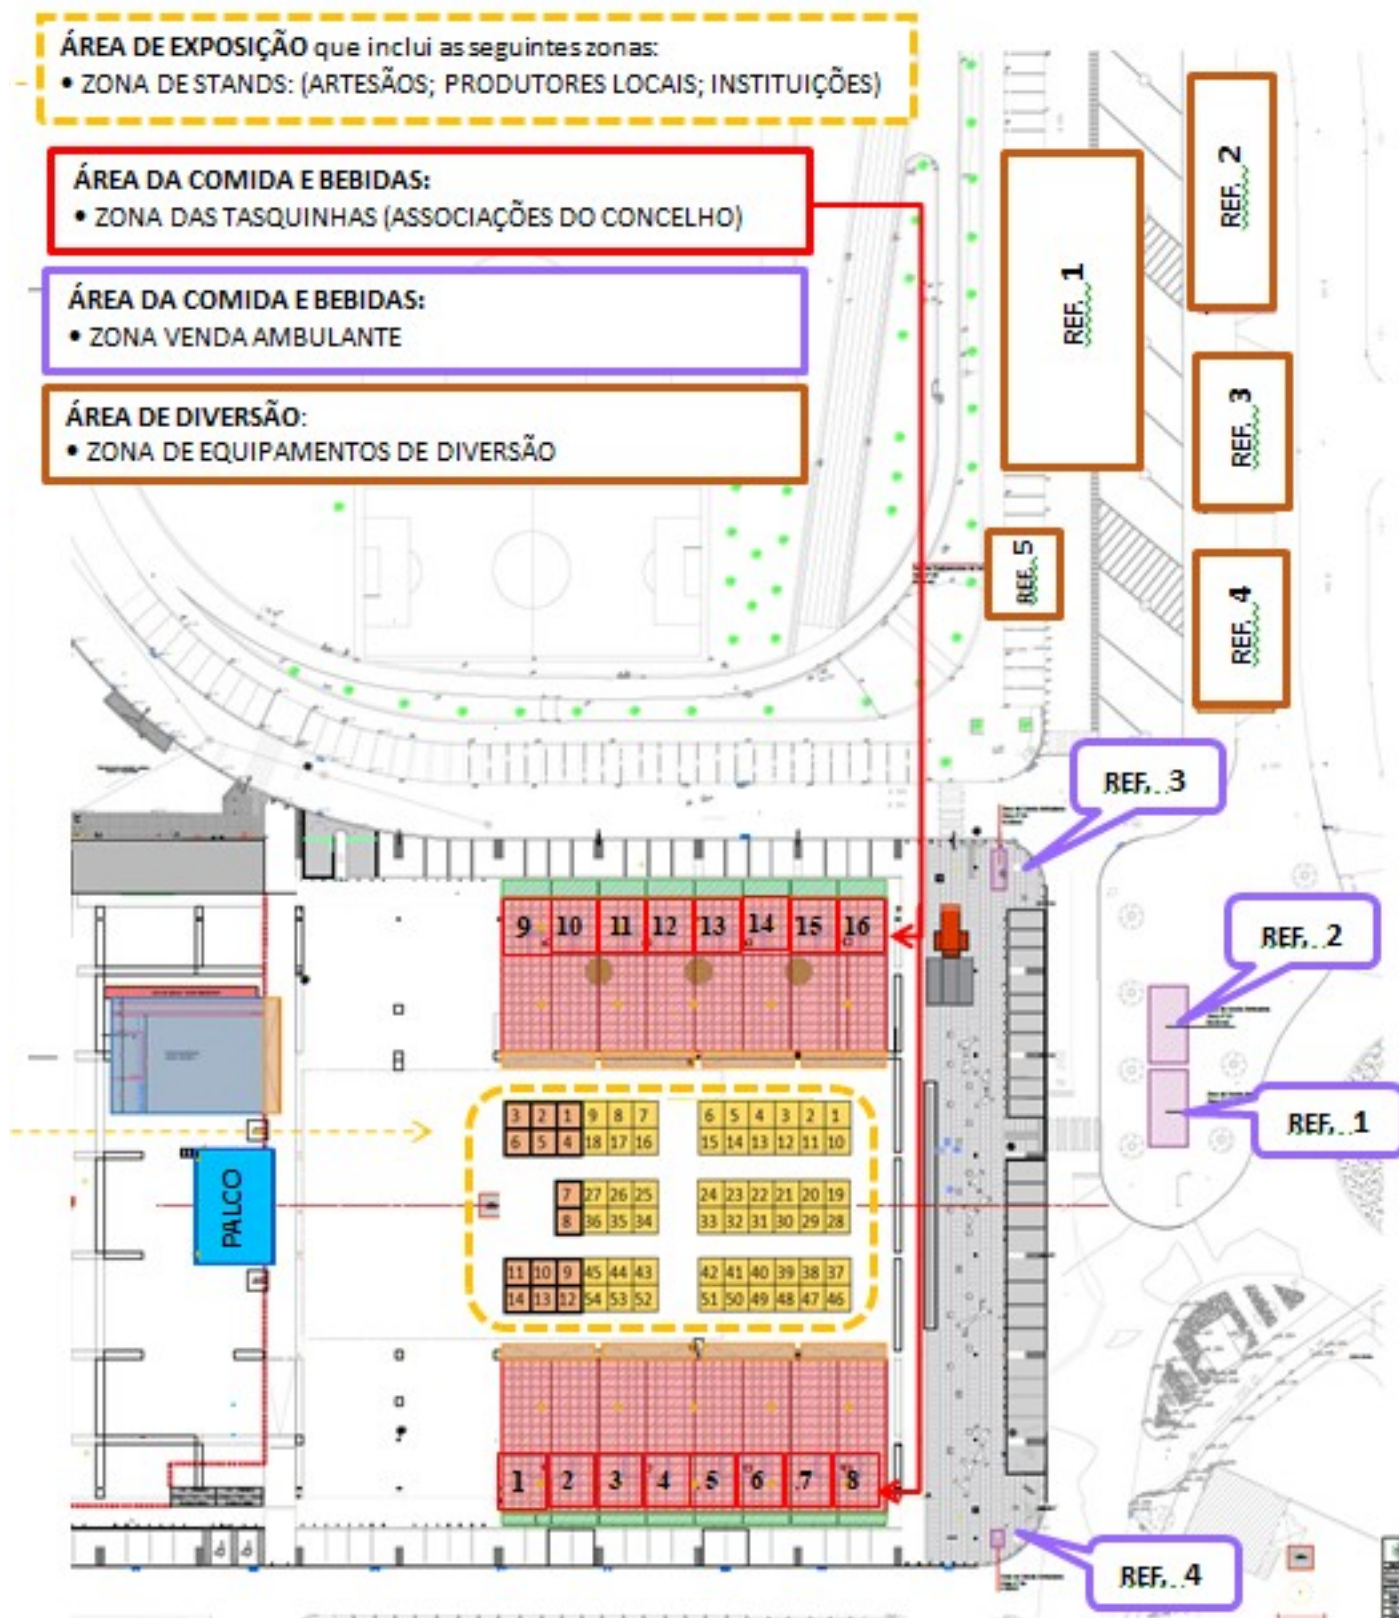 ÁREA DE EXPOSIÇÃO que inclui as seguintes zonas:
• ZONA DE STANDS: (ARTESÃOS; PRODUTORES LOCAIS; INSTITUIÇÕES)
ÁREA DA COMIDA E BEBIDAS:
• ZONA DAS TASQUINHAS (ASSOCIAÇÕES DO CONCELHO)
ÁREA DA COMIDA E BEBIDAS:
• ZONA VENDA AMBULANTE
ÁREA DE DIVERSÃO:
• ZONA DE EQUIPAMENTOS DE DIVERSÃO
REF. 1
REF. 2
REF. 3
REF. 4
REF. 5
REF. 3
REF. 2
REF. 1
REF. 4
9 10 11 12 13 14 15 16
3 2 1 9 8 7 6 5 4 3 2 1
6 5 4 18 17 16 15 14 13 12 11 10
7 27 26 25 24 23 22 21 20 19
8 36 35 34 33 32 31 30 29 28
11 10 9 45 44 43 42 41 40 39 38 37
14 13 12 54 53 52 51 50 49 48 47 46
PALCO
1 2 3 4 5 6 7 8